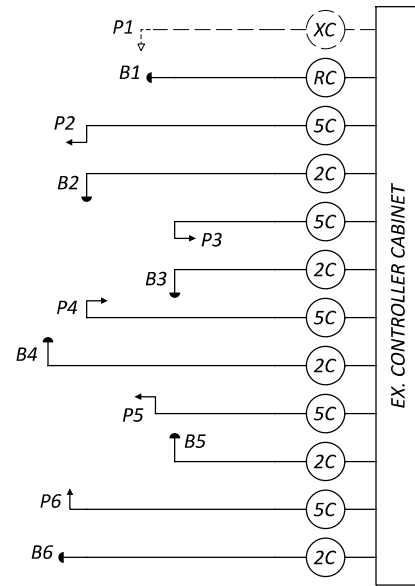 P1 XC
B1 RC
P2 5C
B2 2C
P3 5C
B3 2C
P4 5C
B4 2C
P5 5C
B5 2C
P6 5C
B6 2C
EX. CONTROLLER CABINET